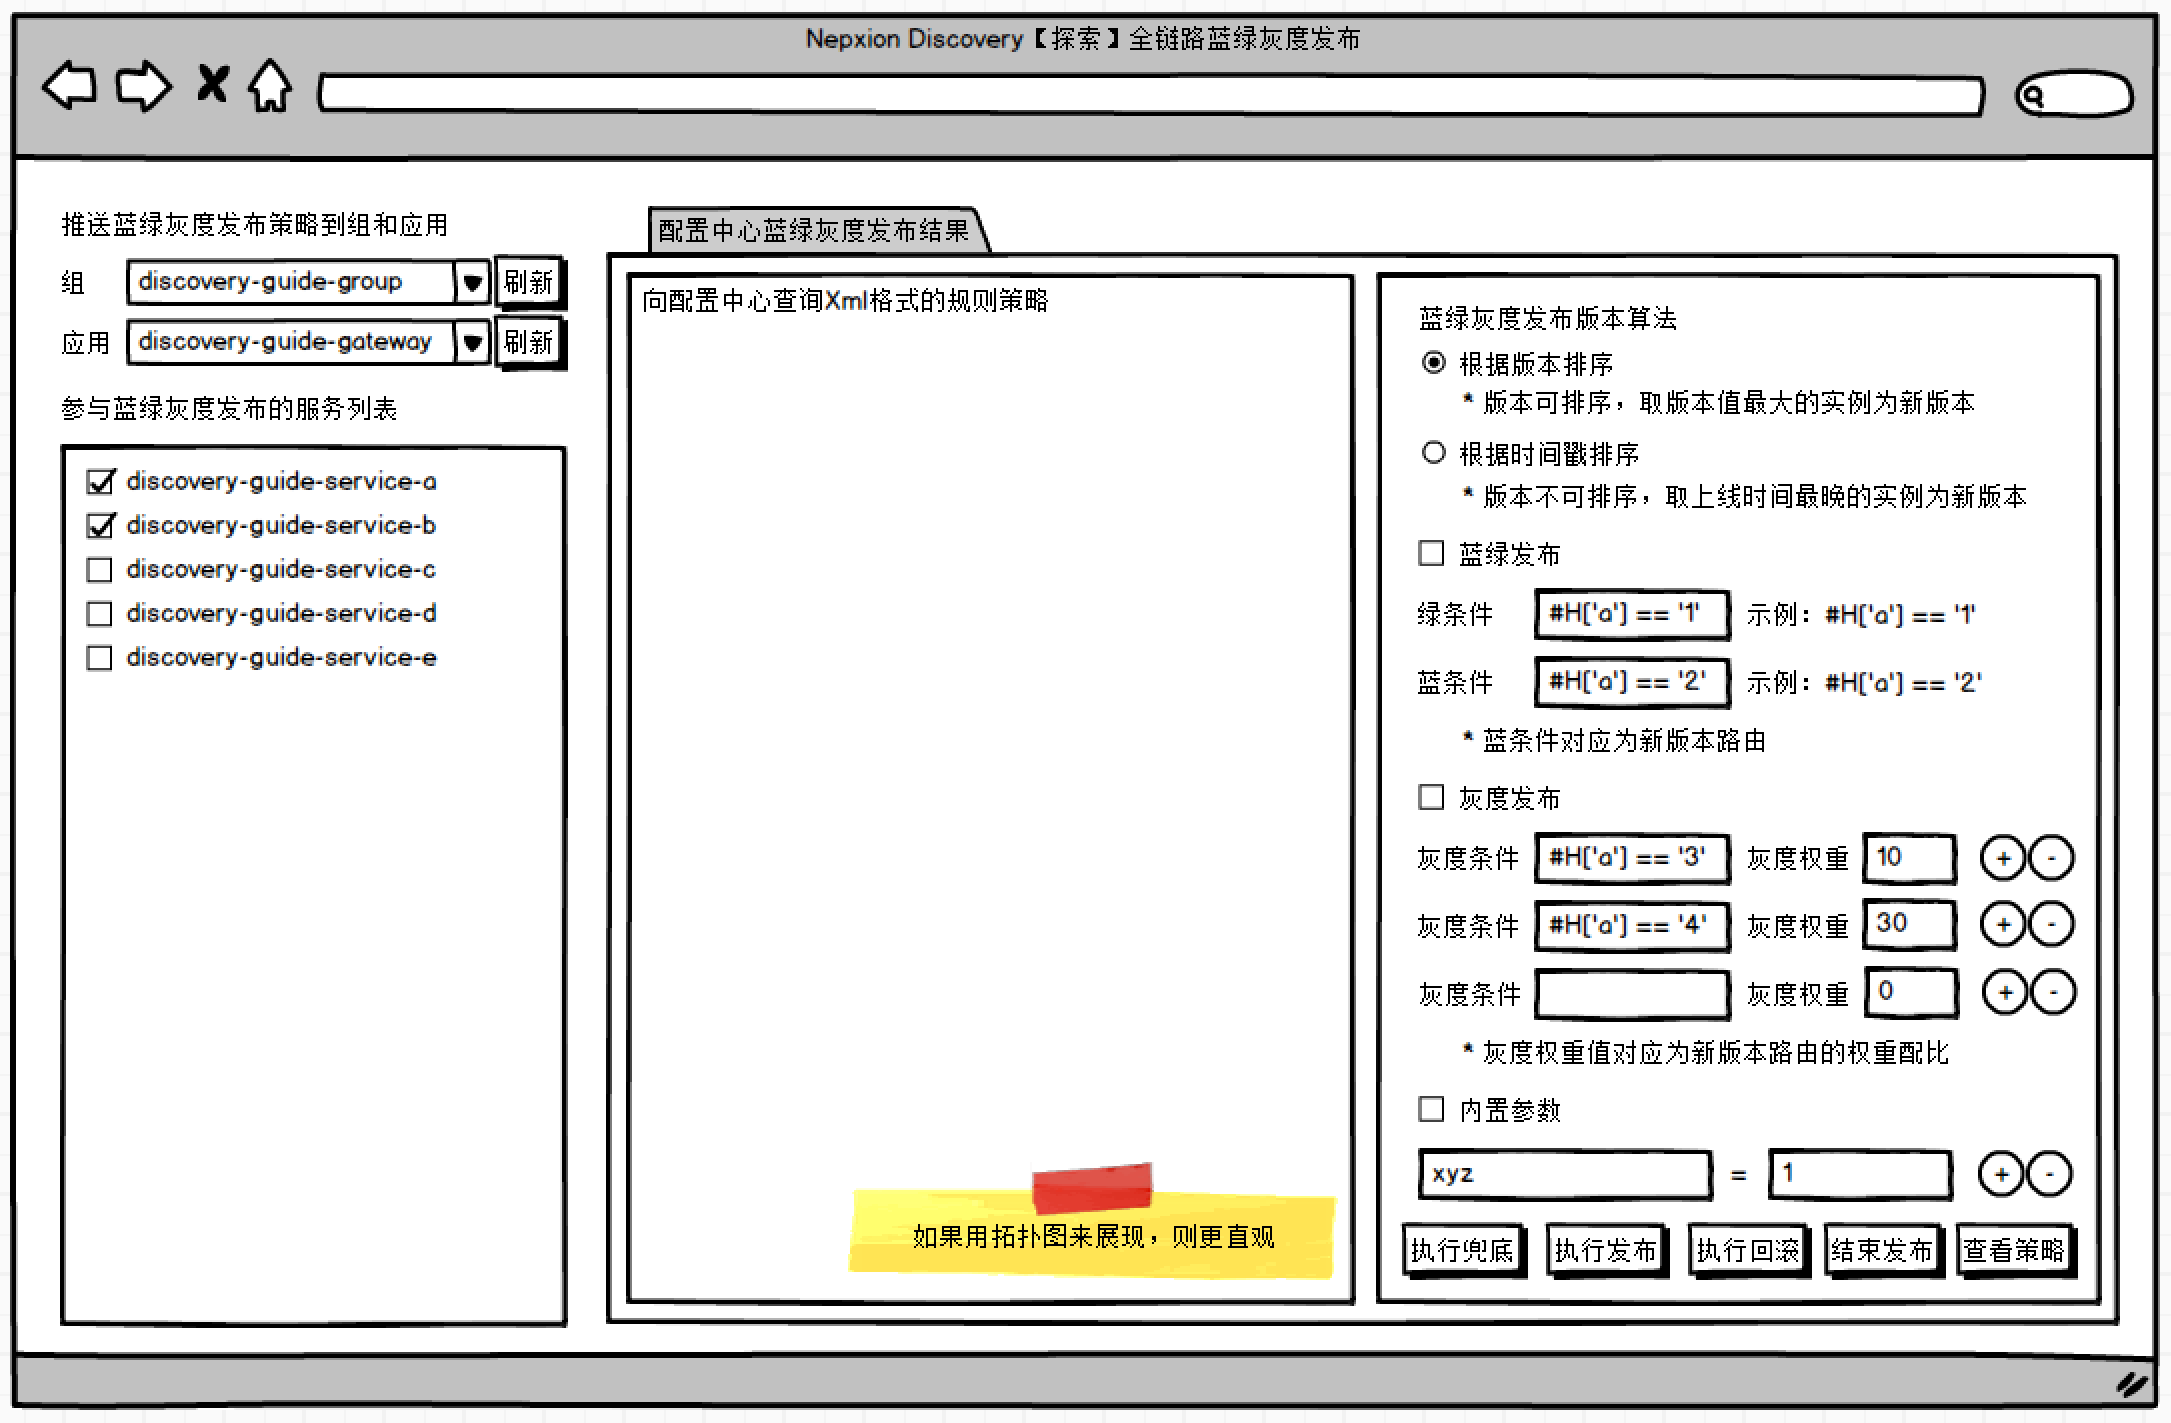 Nepxion Discovery【探索】全链路蓝绿灰度发布
推送蓝绿灰度发布策略到组和应用
组 discovery-guide-group 刷新
应用 discovery-guide-gateway 刷新
参与蓝绿灰度发布的服务列表
discovery-guide-service-a
discovery-guide-service-b
discovery-guide-service-c
discovery-guide-service-d
discovery-guide-service-e
配置中心蓝绿灰度发布结果
向配置中心查询Xml格式的规则策略
如果用拓扑图来展现，则更直观
蓝绿灰度发布版本算法
根据版本排序
* 版本可排序，取版本值最大的实例为新版本
根据时间戳排序
* 版本不可排序，取上线时间最晚的实例为新版本
蓝绿发布
绿条件 #H['a'] == '1' 示例：#H['a'] == '1'
蓝条件 #H['a'] == '2' 示例：#H['a'] == '2'
* 蓝条件对应为新版本路由
灰度发布
灰度条件 #H['a'] == '3' 灰度权重 10 + -
灰度条件 #H['a'] == '4' 灰度权重 30 + -
灰度条件 灰度权重 0 + -
* 灰度权重值对应为新版本路由的权重配比
内置参数
xyz = 1 + -
执行兜底 执行发布 执行回滚 结束发布 查看策略